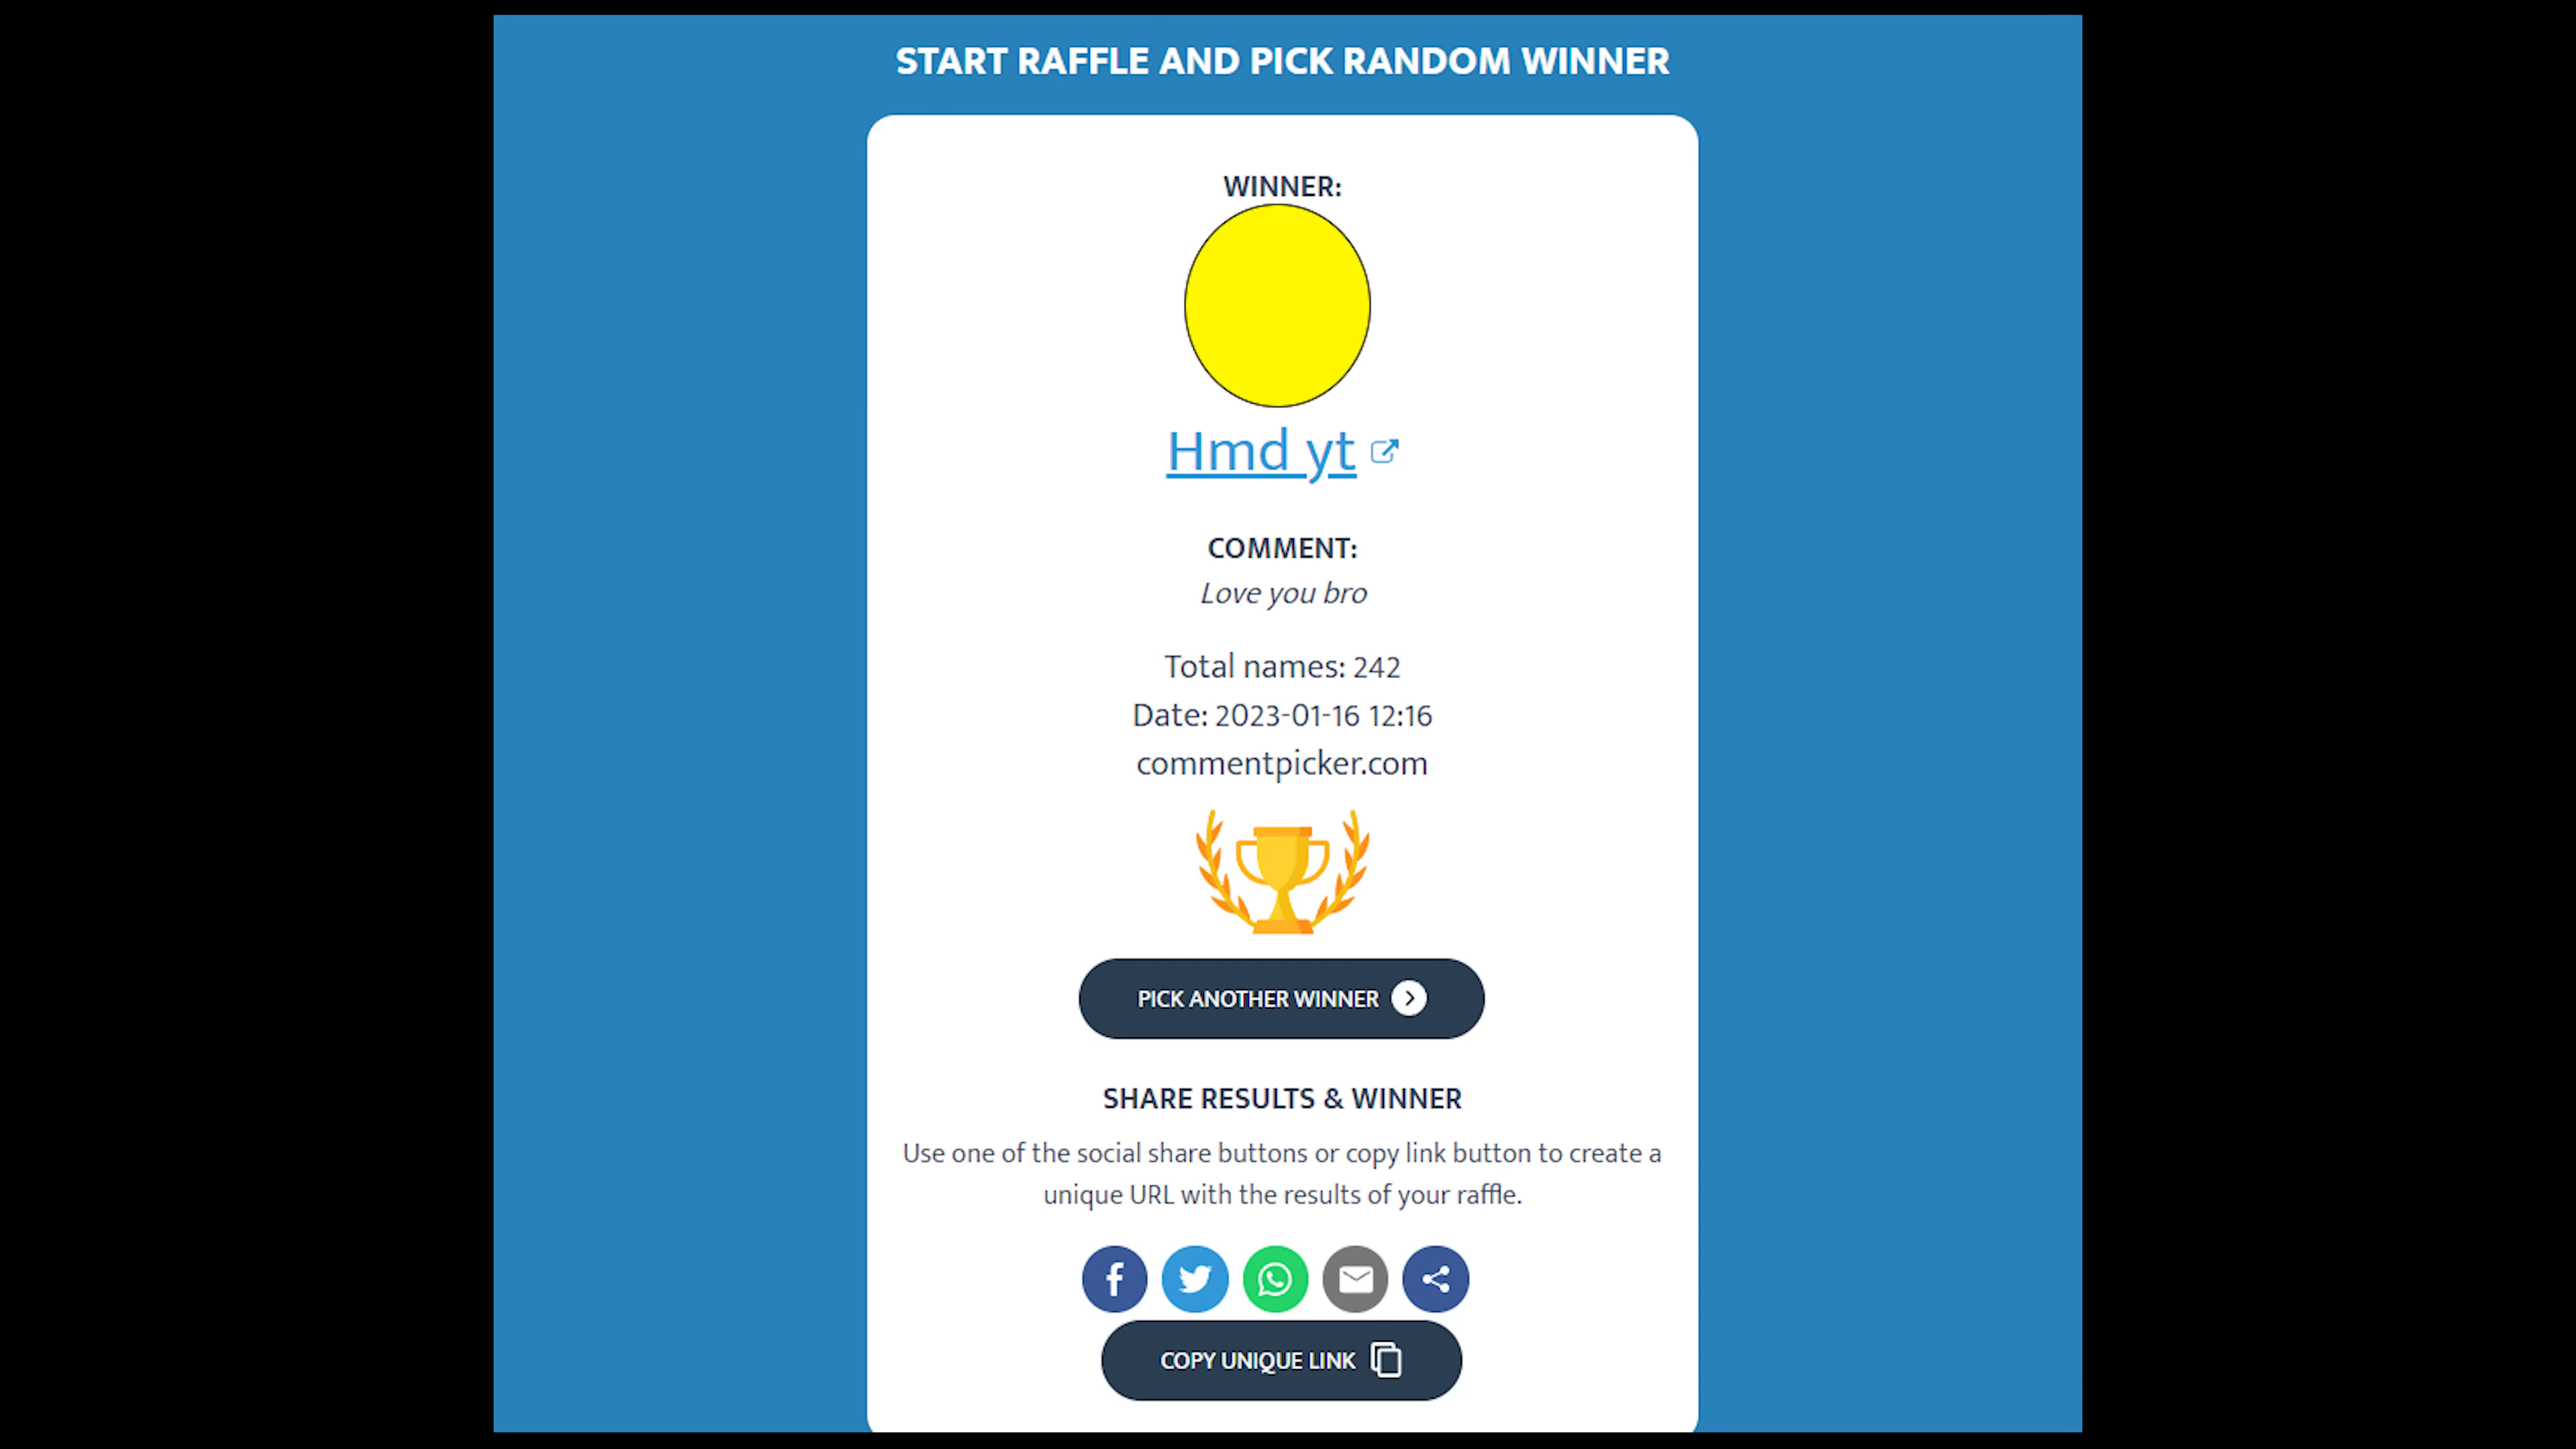 START RAFFLE AND PICK RANDOM WINNER
WINNER:
Hmd yt
COMMENT:
Love you bro
Total names: 242
Date: 2023-01-16 12:16
commentpicker.com
PICK ANOTHER WINNER
SHARE RESULTS & WINNER
Use one of the social share buttons or copy link button to create a
unique URL with the results of your raffle.
COPY UNIQUE LINK